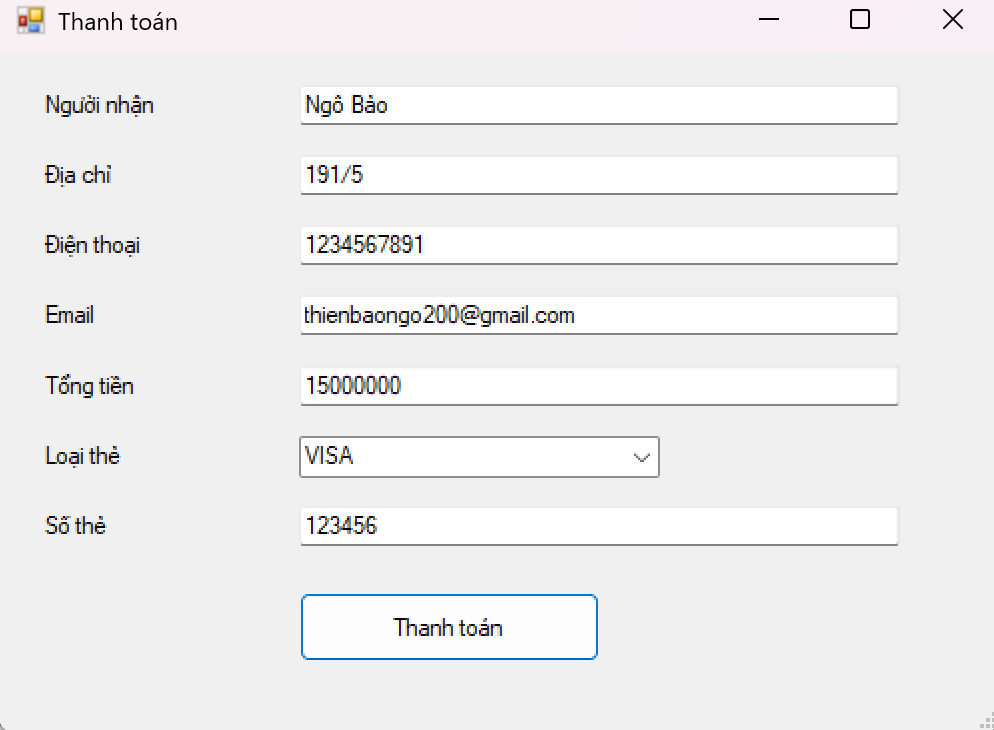 Thanh toán
Người nhận Ngô Bảo
Địa chỉ 191/5
Điện thoại 1234567891
Email thienbaongo200@gmail.com
Tổng tiền 15000000
Loại thẻ VISA
Số thẻ 123456
Thanh toán